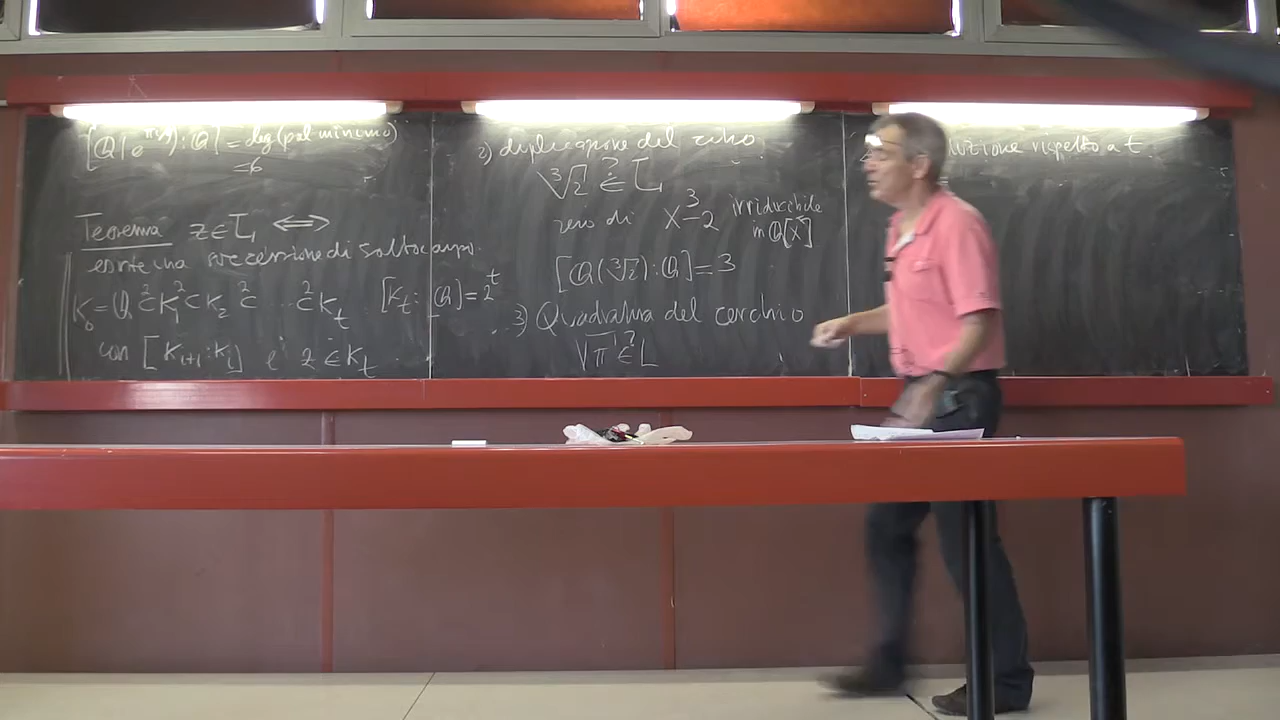 = deg(pol minimo)
= 6
Teorema z ∈ L ⟺
esiste una successione di sottocampi
K₀ = Q ⊂² K₁ ⊂² K₂ ⊂² ... ⊂² K_t [K_t : Q] = 2^t
con [K_{i+1} : K_i] e z ∈ K_t
2) duplicazione del cubo
∛2 ∈? L
zero di X³-2 irriducibile in Q[X]
[Q(∛2) : Q] = 3
3) Quadratura del cerchio
√π ∈? L
rispetto a t